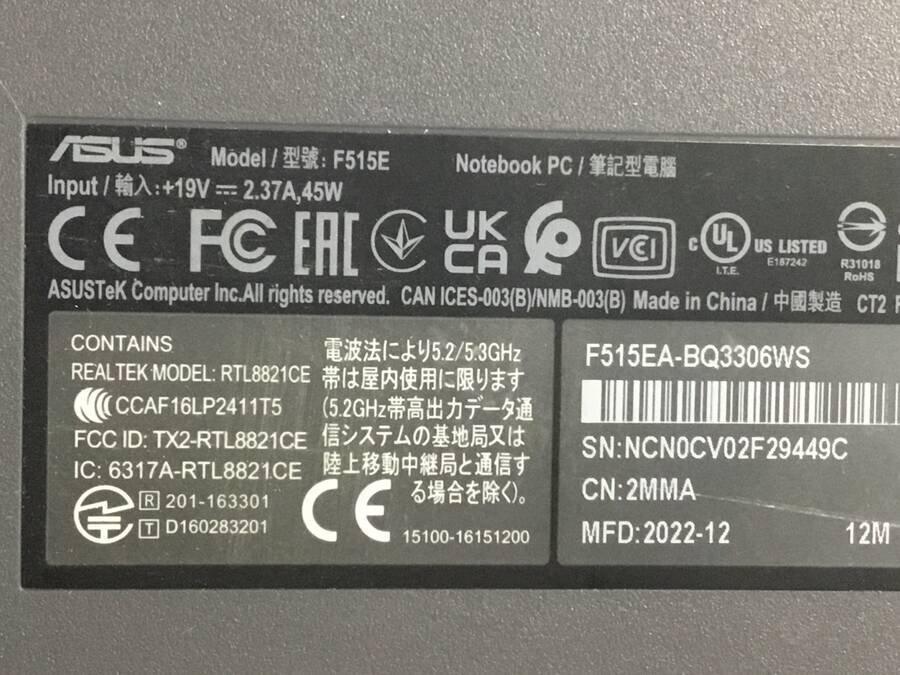 ASUS® Model / 型號: F515E Notebook PC / 筆記型電腦
Input / 輸入:+19V ⎓ 2.37A,45W
CE FC EAC UK CA VCCI c UL US LISTED
I.T.E. E187242 R31018
RoHS
ASUSTeK Computer Inc.All rights reserved. CAN ICES-003(B)/NMB-003(B) Made in China / 中國製造 CT2
CONTAINS
REALTEK MODEL: RTL8821CE
CCAF16LP2411T5
FCC ID: TX2-RTL8821CE
IC: 6317A-RTL8821CE
R 201-163301
T D160283201
電波法により5.2/5.3GHz
帯は屋内使用に限ります
(5.2GHz帯高出力データ通
信システムの基地局又は
陸上移動中継局と通信す
る場合を除く)。
CE 15100-16151200
F515EA-BQ3306WS
SN:NCN0CV02F29449C
CN:2MMA
MFD:2022-12 12M